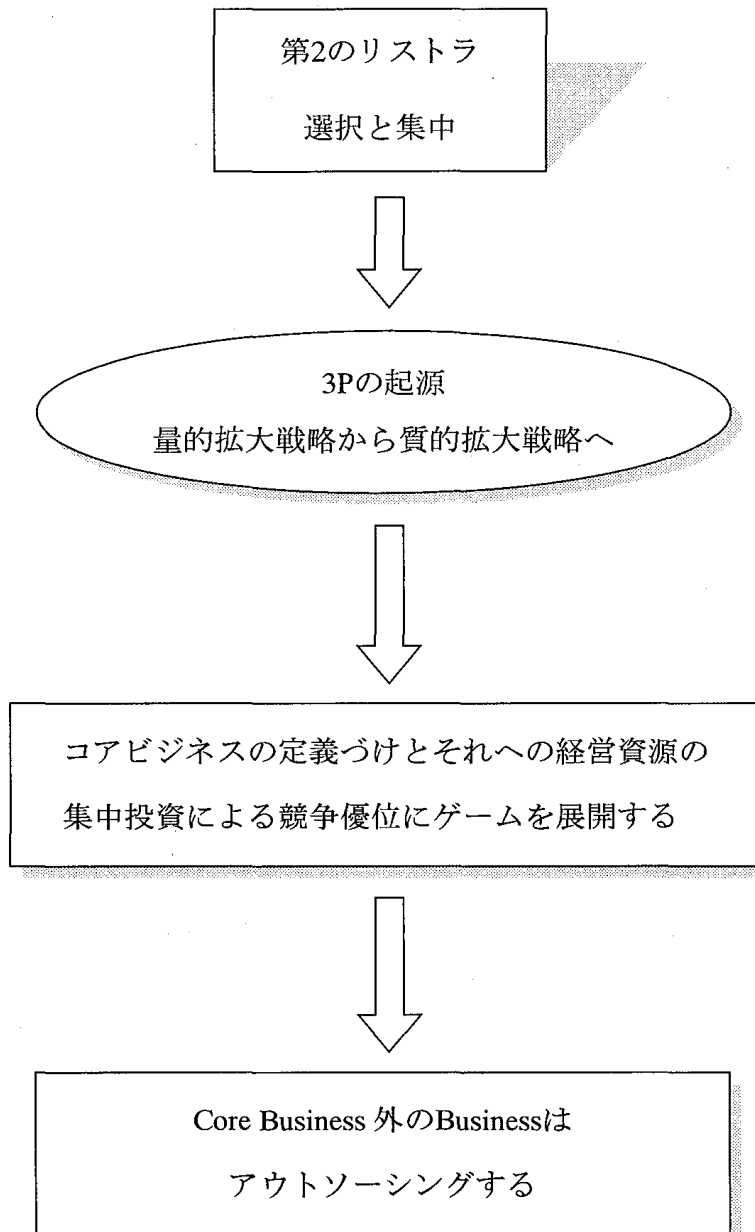 第2のリストラ
選択と集中
3Pの起源
量的拡大戦略から質的拡大戦略へ
コアビジネスの定義づけとそれへの経営資源の
集中投資による競争優位にゲームを展開する
Core Business 外のBusinessは
アウトソーシングする